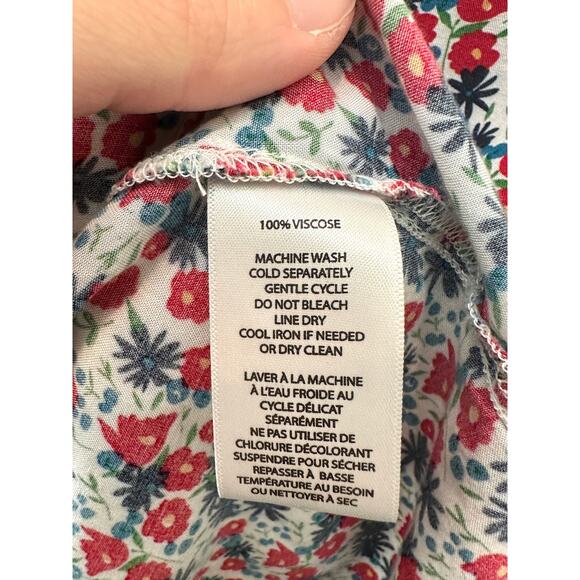 100% VISCOSE
MACHINE WASH
COLD SEPARATELY
GENTLE CYCLE
DO NOT BLEACH
LINE DRY
COOL IRON IF NEEDED
OR DRY CLEAN
LAVER À LA MACHINE
À L'EAU FROIDE AU
CYCLE DÉLICAT
SÉPARÉMENT
NE PAS UTILISER DE
CHLORURE DÉCOLORANT
SUSPENDRE POUR SÉCHER
REPASSER À BASSE
TEMPÉRATURE AU BESOIN
OU NETTOYER À SEC